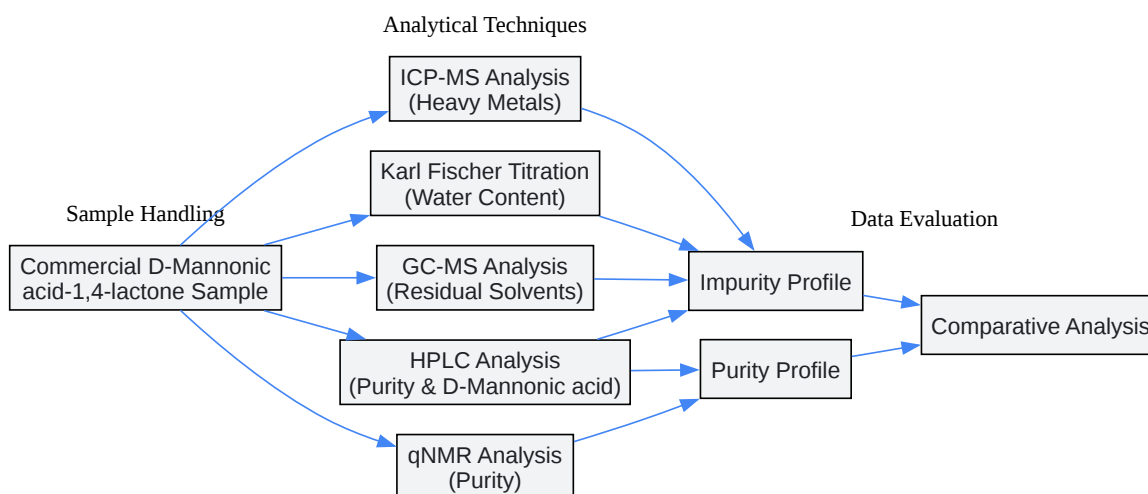 Analytical Techniques
ICP-MS Analysis
(Heavy Metals)
Karl Fischer Titration
(Water Content)
Sample Handling
Data Evaluation
Commercial D-Mannonic
acid-1,4-lactone Sample
GC-MS Analysis
(Residual Solvents)
Impurity Profile
Comparative Analysis
HPLC Analysis
(Purity & D-Mannonic acid)
Purity Profile
qNMR Analysis
(Purity)